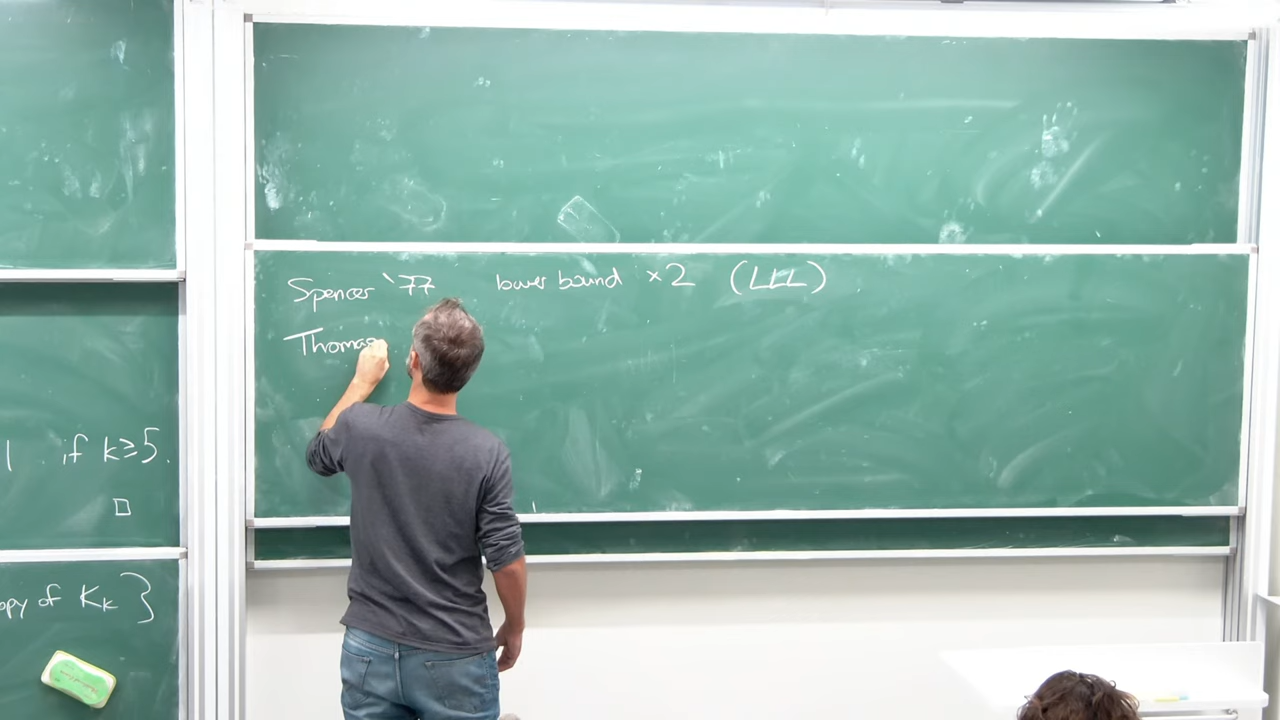 1 if k≥5.
□
opy of Kk }
Spencer '77 lower bound ×2 (LLL)
Thomas